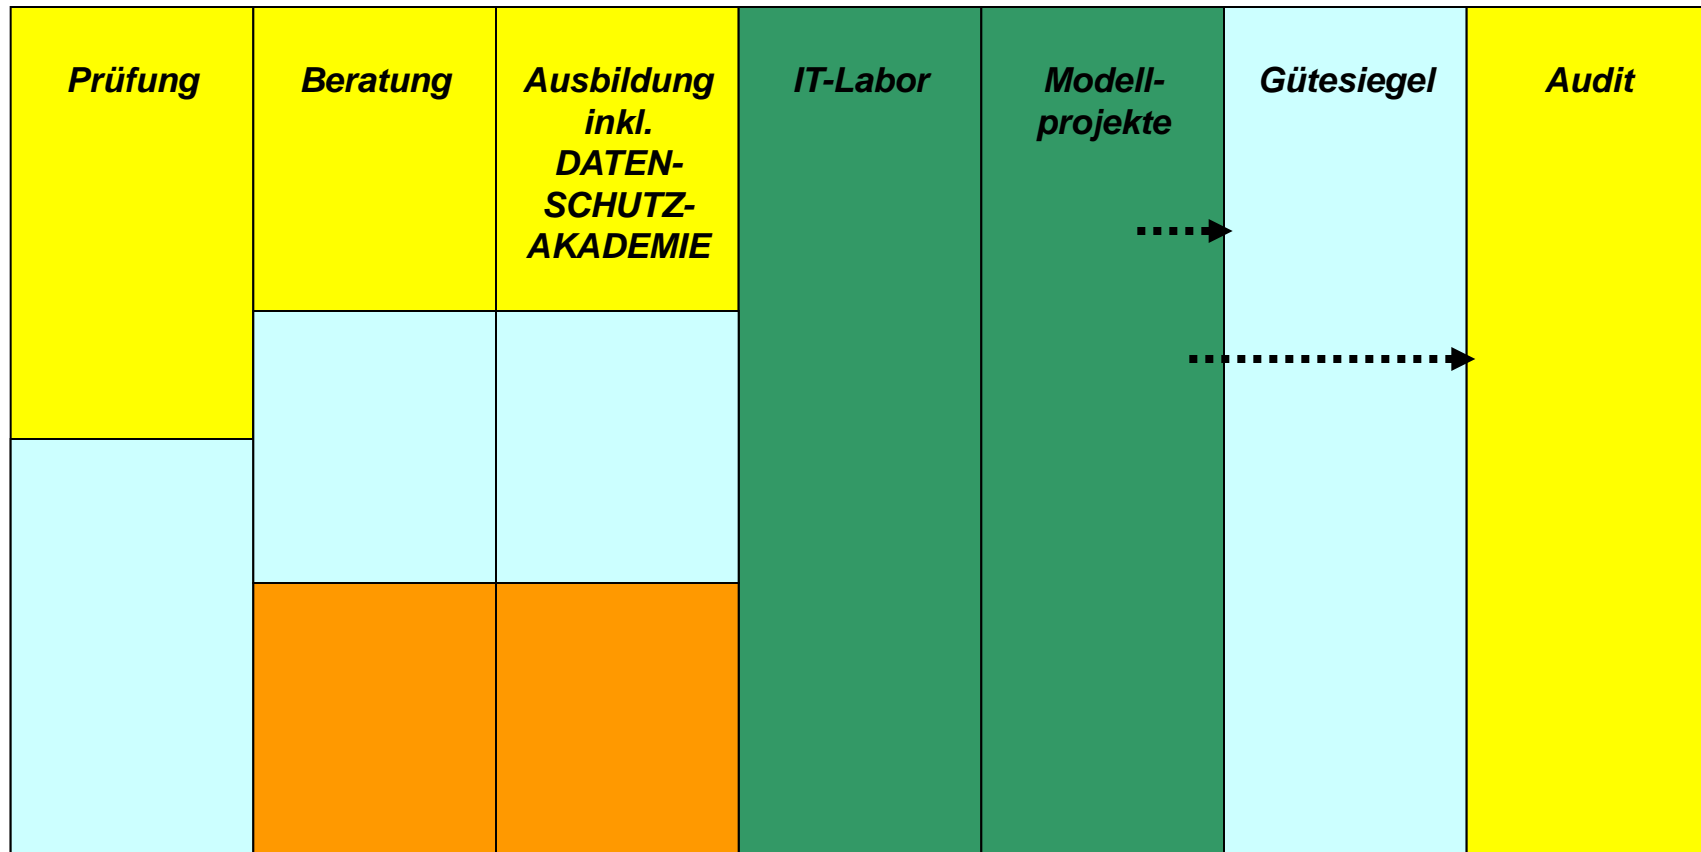 Prüfung
Beratung
Ausbildung
inkl.
DATEN-
SCHUTZ-
AKADEMIE
IT-Labor
Modell-
projekte
Gütesiegel
Audit